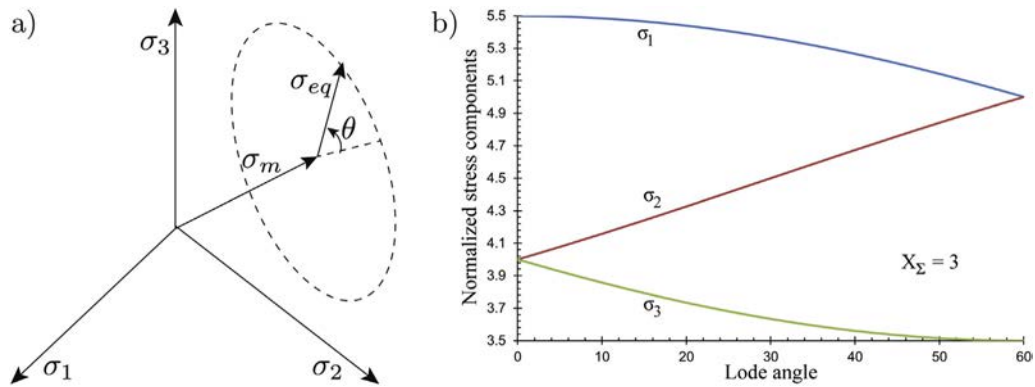 a)
σ3
σeq
θ
σm
σ1
σ2
b)
Normalized stress components
5.5
5.3
5.1
4.9
4.7
4.5
4.3
4.1
3.9
3.7
3.5
σ1
σ2
σ3
XΣ = 3
0
10
20
30
40
50
60
Lode angle